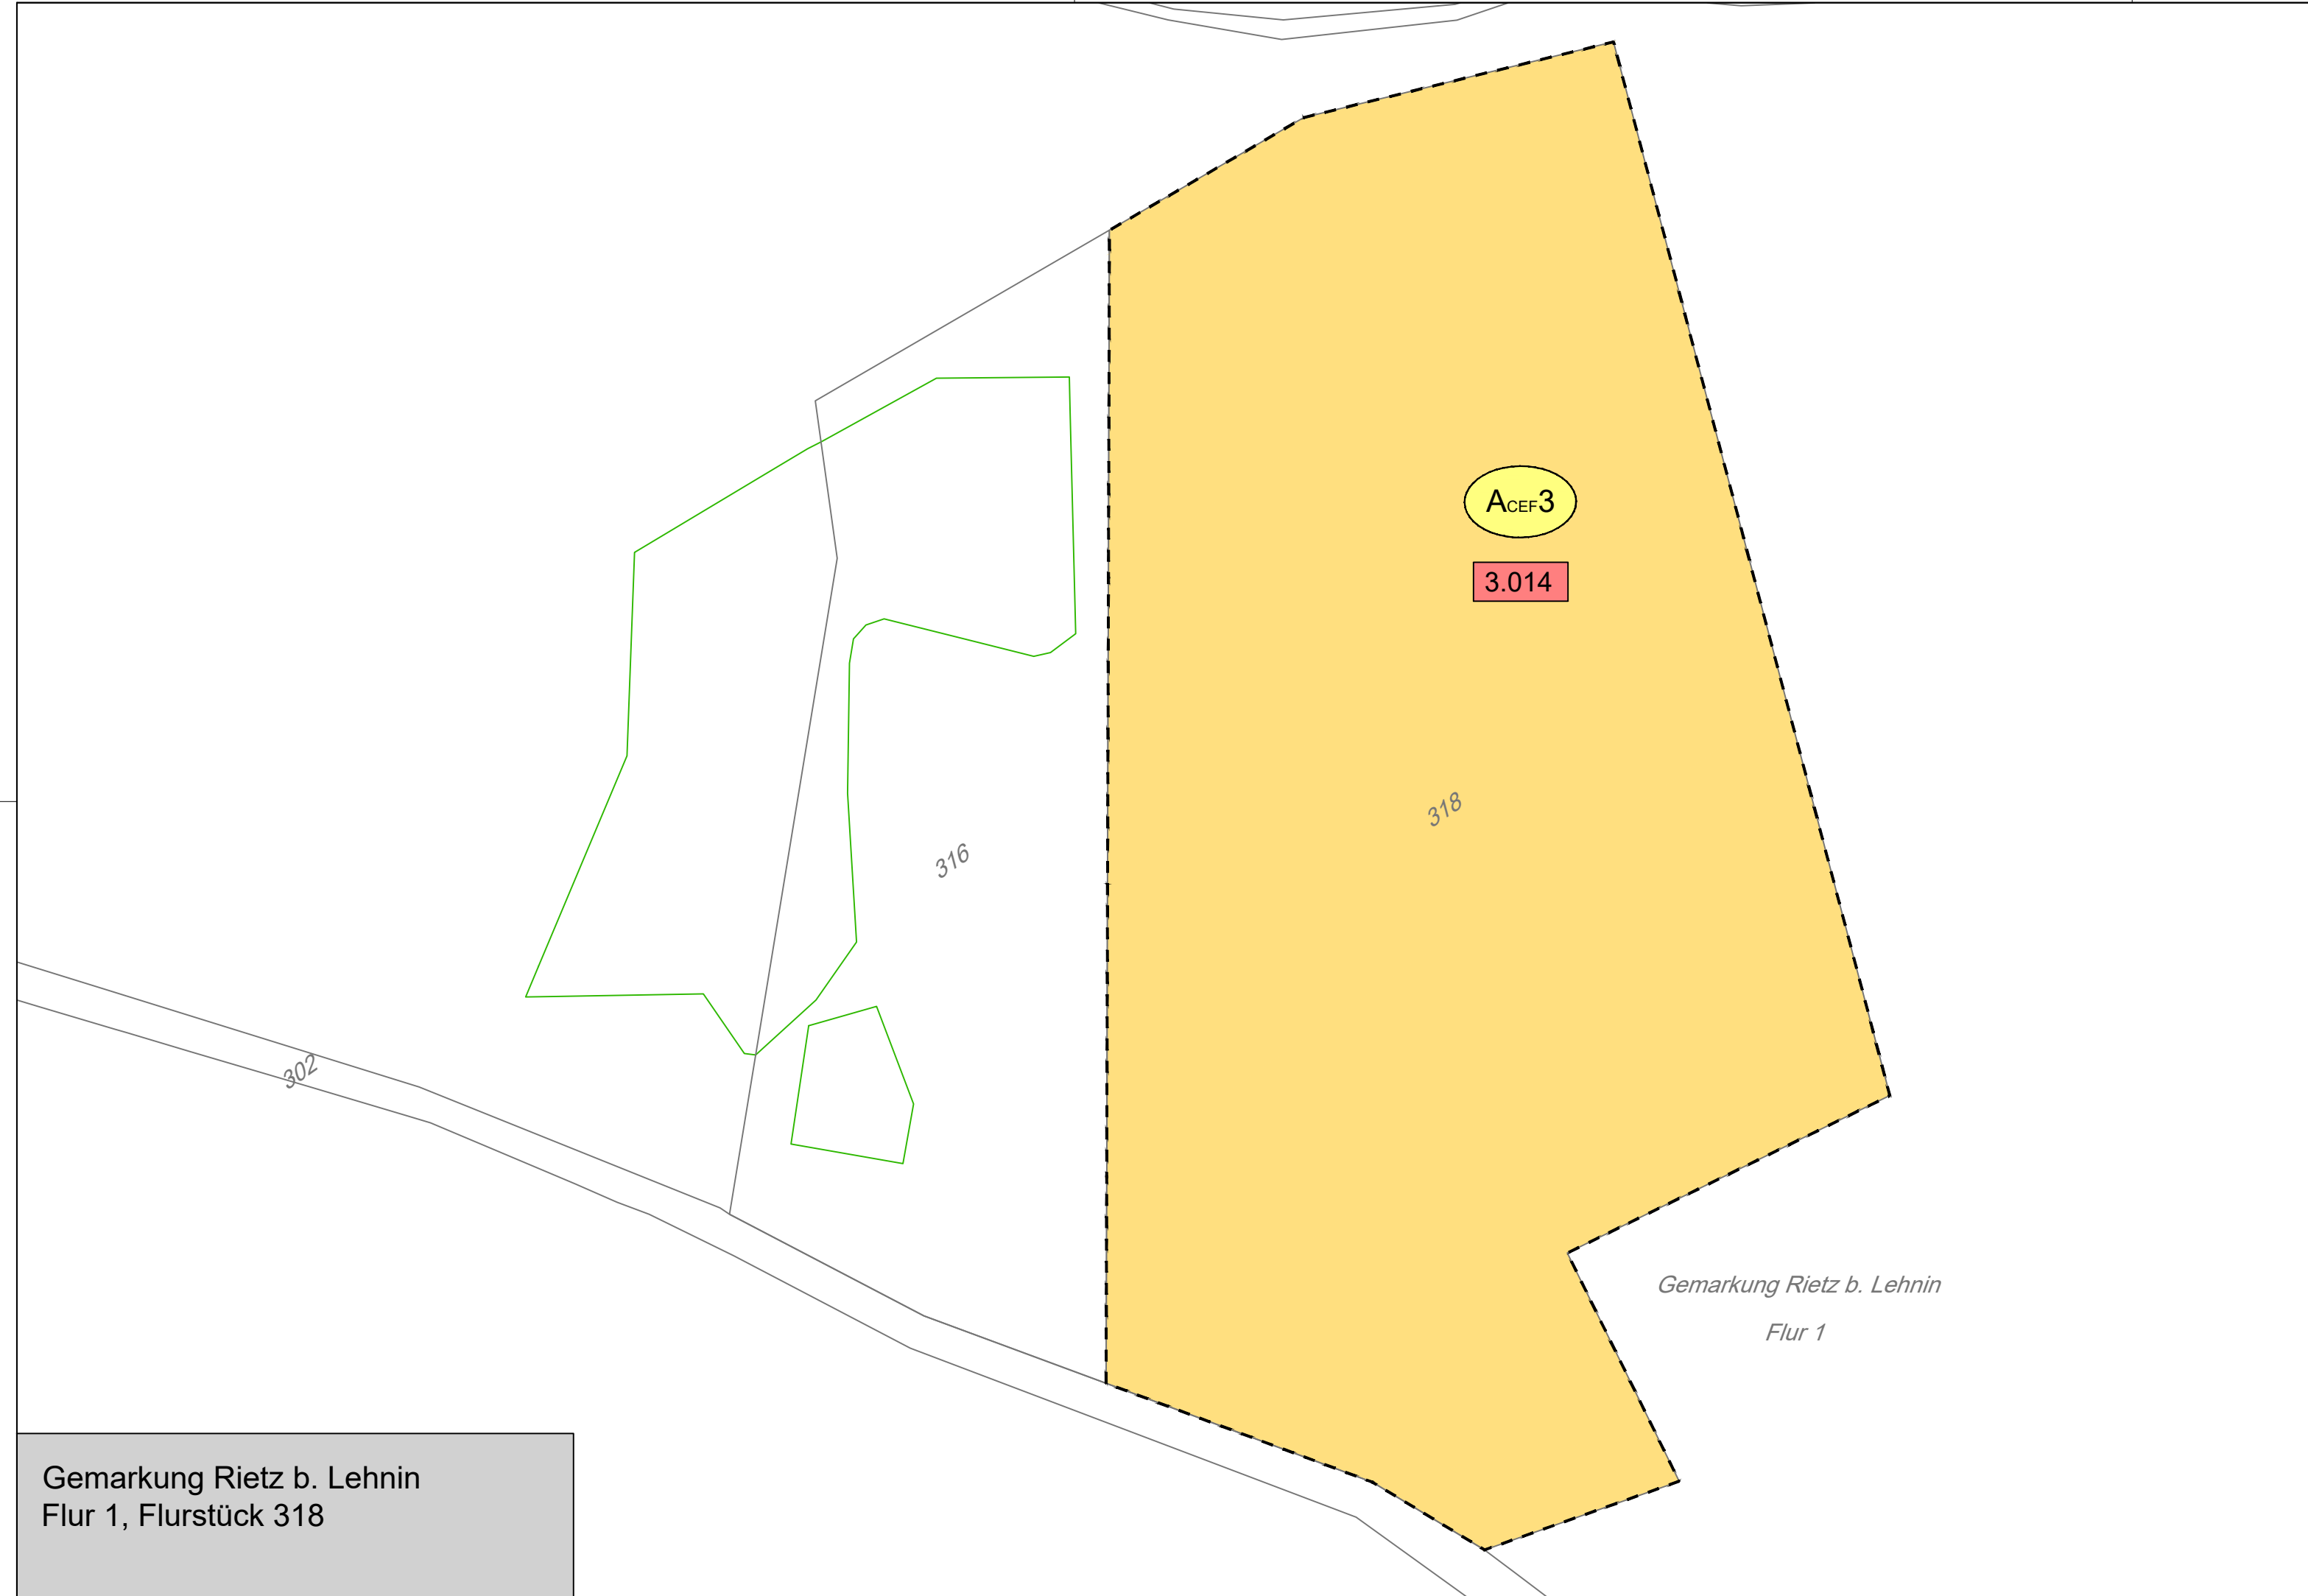 ACEF3
3.014
318
316
302
Gemarkung Rietz b. Lehnin
Flur 1
Gemarkung Rietz b. Lehnin
Flur 1, Flurstück 318